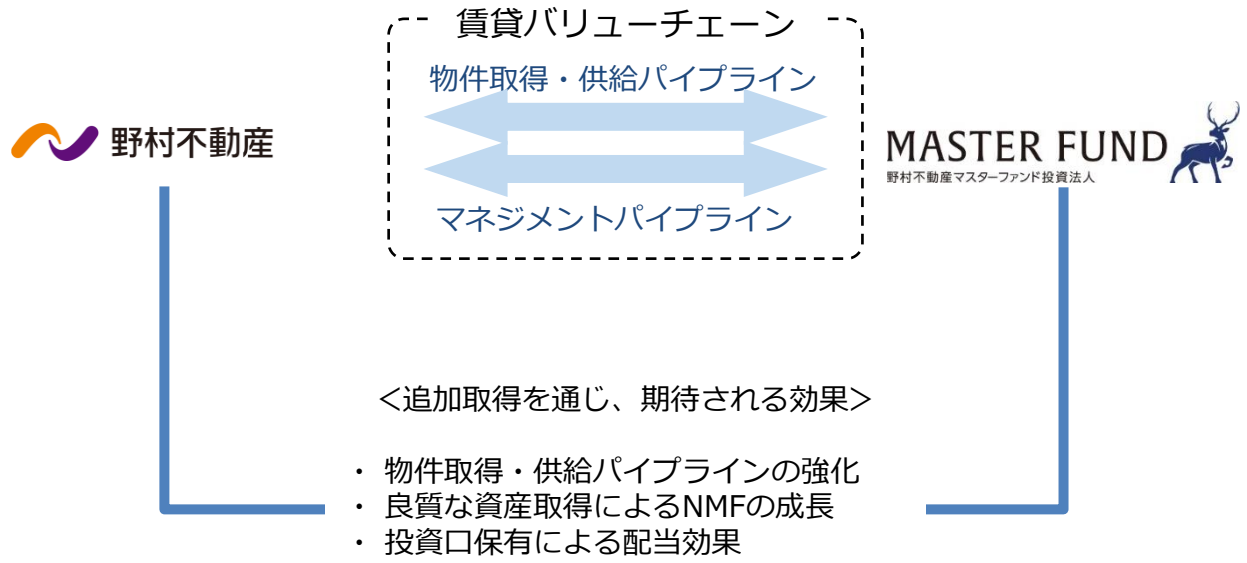 賃貸バリューチェーン
物件取得・供給パイプライン
野村不動産
MASTER FUND
野村不動産マスターファンド投資法人
マネジメントパイプライン
＜追加取得を通じ、期待される効果＞
・ 物件取得・供給パイプラインの強化
・ 良質な資産取得によるNMFの成長
・ 投資口保有による配当効果